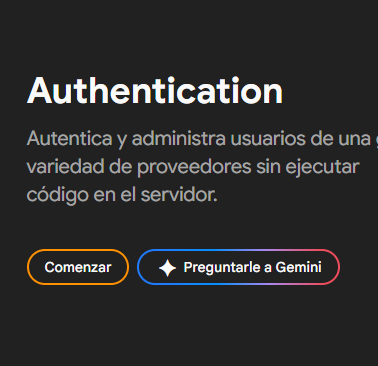 Authentication
Autentica y administra usuarios de una
variedad de proveedores sin ejecutar
código en el servidor.
Comenzar
Preguntarle a Gemini